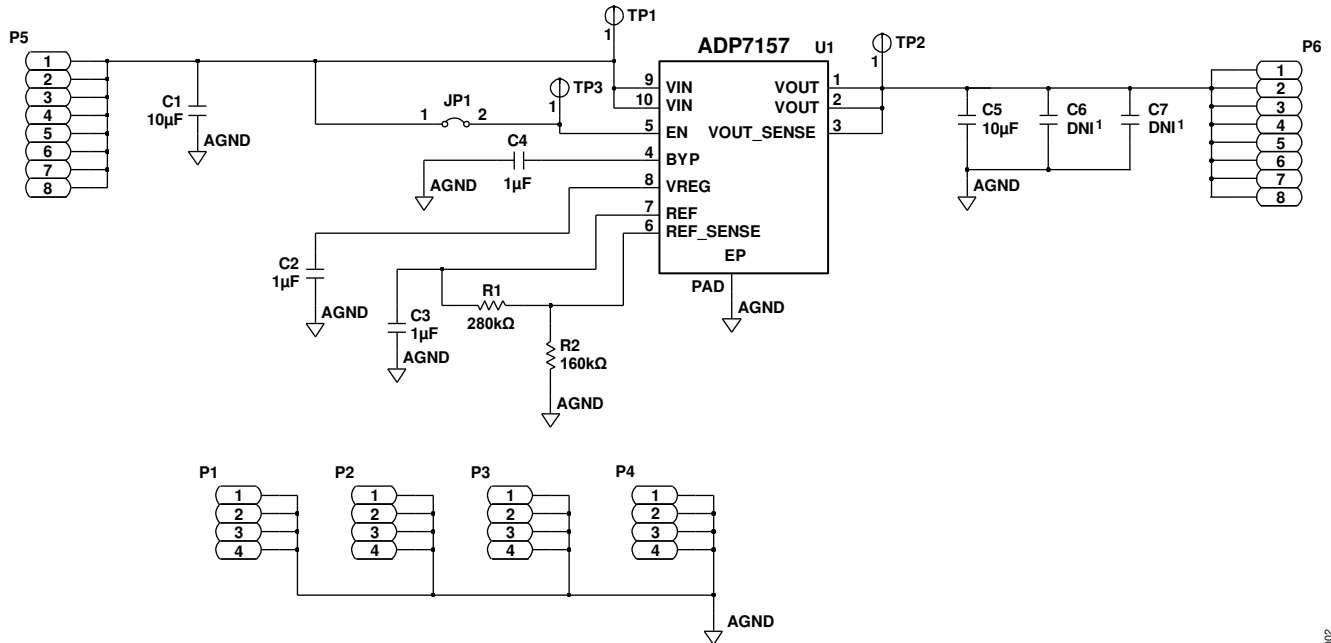 TP1
1
ADP7157 U1
TP2
1
P5
1
2
3
4
5
6
7
8
C1
10µF
AGND
JP1
1 2
TP3
1
C4
1µF
AGND
9 VIN
10 VIN
5 EN
4 BYP
8 VREG
7 REF
6 REF_SENSE
VOUT 1
VOUT 2
VOUT_SENSE 3
EP
PAD
AGND
C5
10µF
C6
DNI1
C7
DNI1
AGND
P6
1
2
3
4
5
6
7
8
C2
1µF
AGND
C3
1µF
AGND
R1
280kΩ
R2
160kΩ
AGND
P1
1
2
3
4
P2
1
2
3
4
P3
1
2
3
4
P4
1
2
3
4
AGND